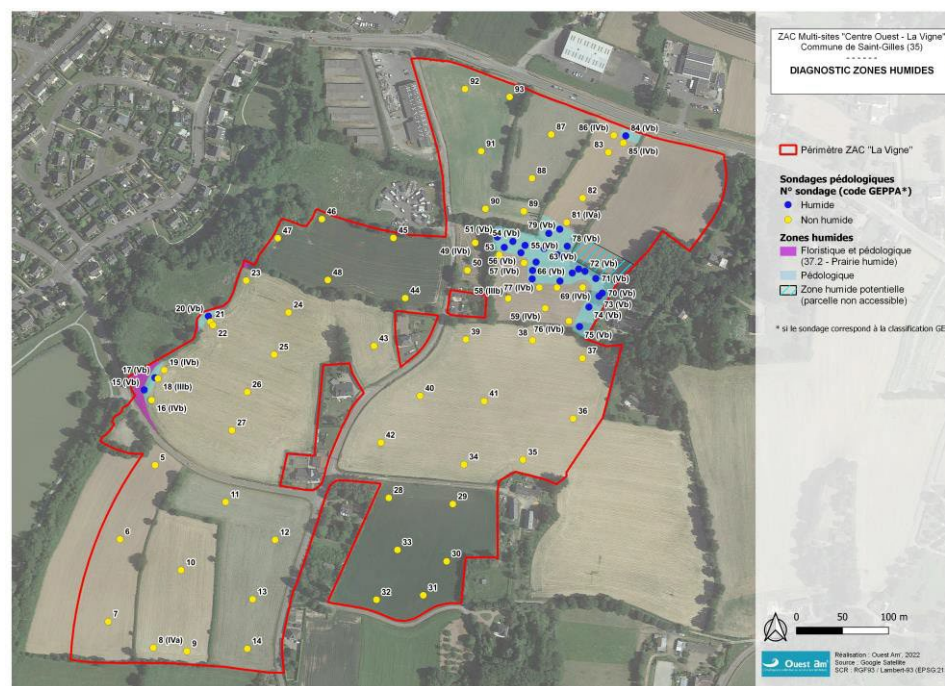 ZAC Multi-sites "Centre Ouest - La Vigne"
Commune de Saint-Gilles (35)
------
DIAGNOSTIC ZONES HUMIDES
Périmètre ZAC "La Vigne"
Sondages pédologiques
N° sondage (code GEPPA*)
Humide
Non humide
Zones humides
Floristique et pédologique
(37.2 - Prairie humide)
Pédologique
Zone humide potentielle
(parcelle non accessible)
* si le sondage correspond à la classification GE
0 50 100 m
Ouest am'
Réalisation : Ouest Am', 2022
Source : Google Satellite
SCR : RGF93 / Lambert-93 (EPSG:21
92
93
87
86 (IVb)
84 (Vb)
83
85 (IVb)
91
88
82
90
89
81 (IVa)
79 (Vb)
78 (Vb)
51 (Vb)
54 (Vb)
53
55 (Vb)
49 (IVb)
56 (Vb)
63 (Vb)
50
57 (IVb)
66 (Vb)
72 (Vb)
71 (Vb)
58 (IIIb)
77 (IVb)
69 (IVb)
70 (Vb)
73 (Vb)
59 (IVb)
74 (Vb)
76 (IVb)
75 (Vb)
46
47
45
23
48
44
20 (Vb)
21
22
24
43
39
38
37
25
17 (Vb)
19 (IVb)
15 (Vb)
18 (IIIb)
16 (IVb)
26
40
41
36
27
42
34
35
5
11
28
29
6
12
10
33
30
7
13
32
31
8 (IVa)
9
14